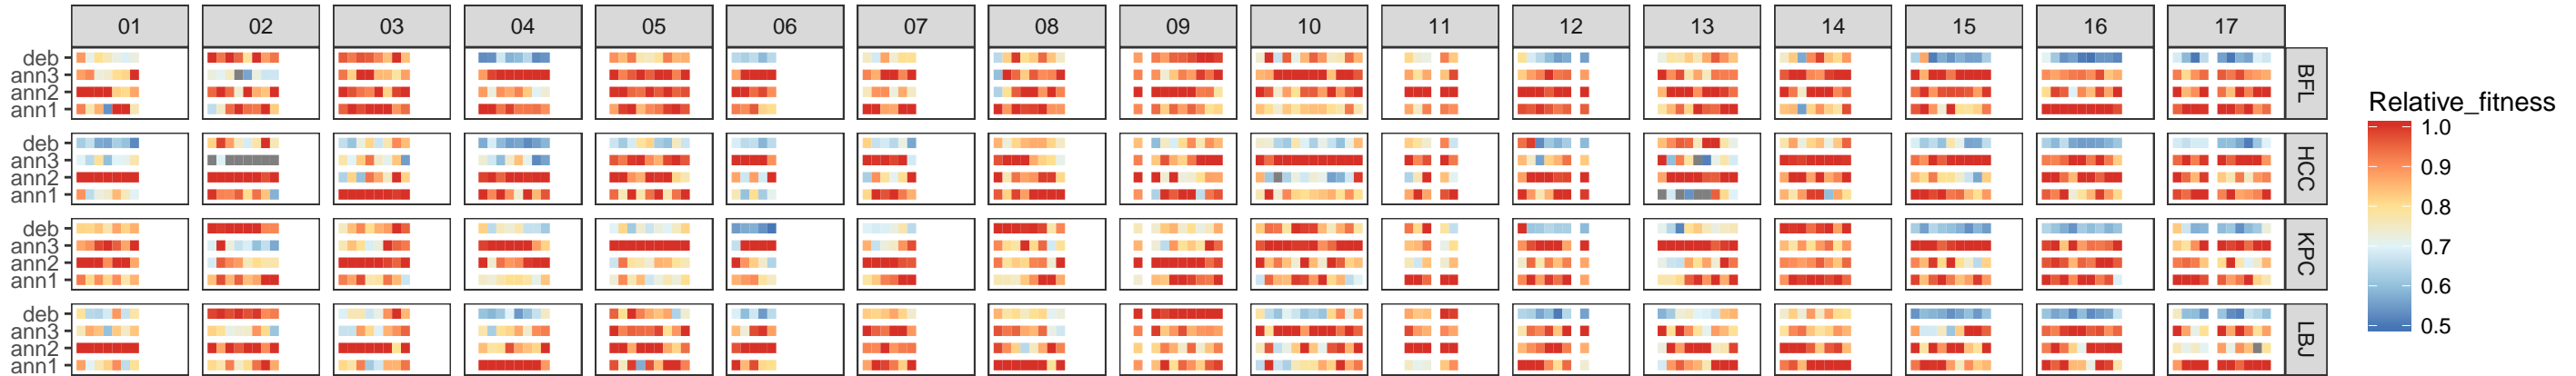 01 02 03 04 05 06 07 08 09 10 11 12 13 14 15 16 17
deb
ann3
ann2
ann1
BFL
deb
ann3
ann2
ann1
HCC
deb
ann3
ann2
ann1
KPC
deb
ann3
ann2
ann1
LBJ
Relative_fitness
1.0
0.9
0.8
0.7
0.6
0.5